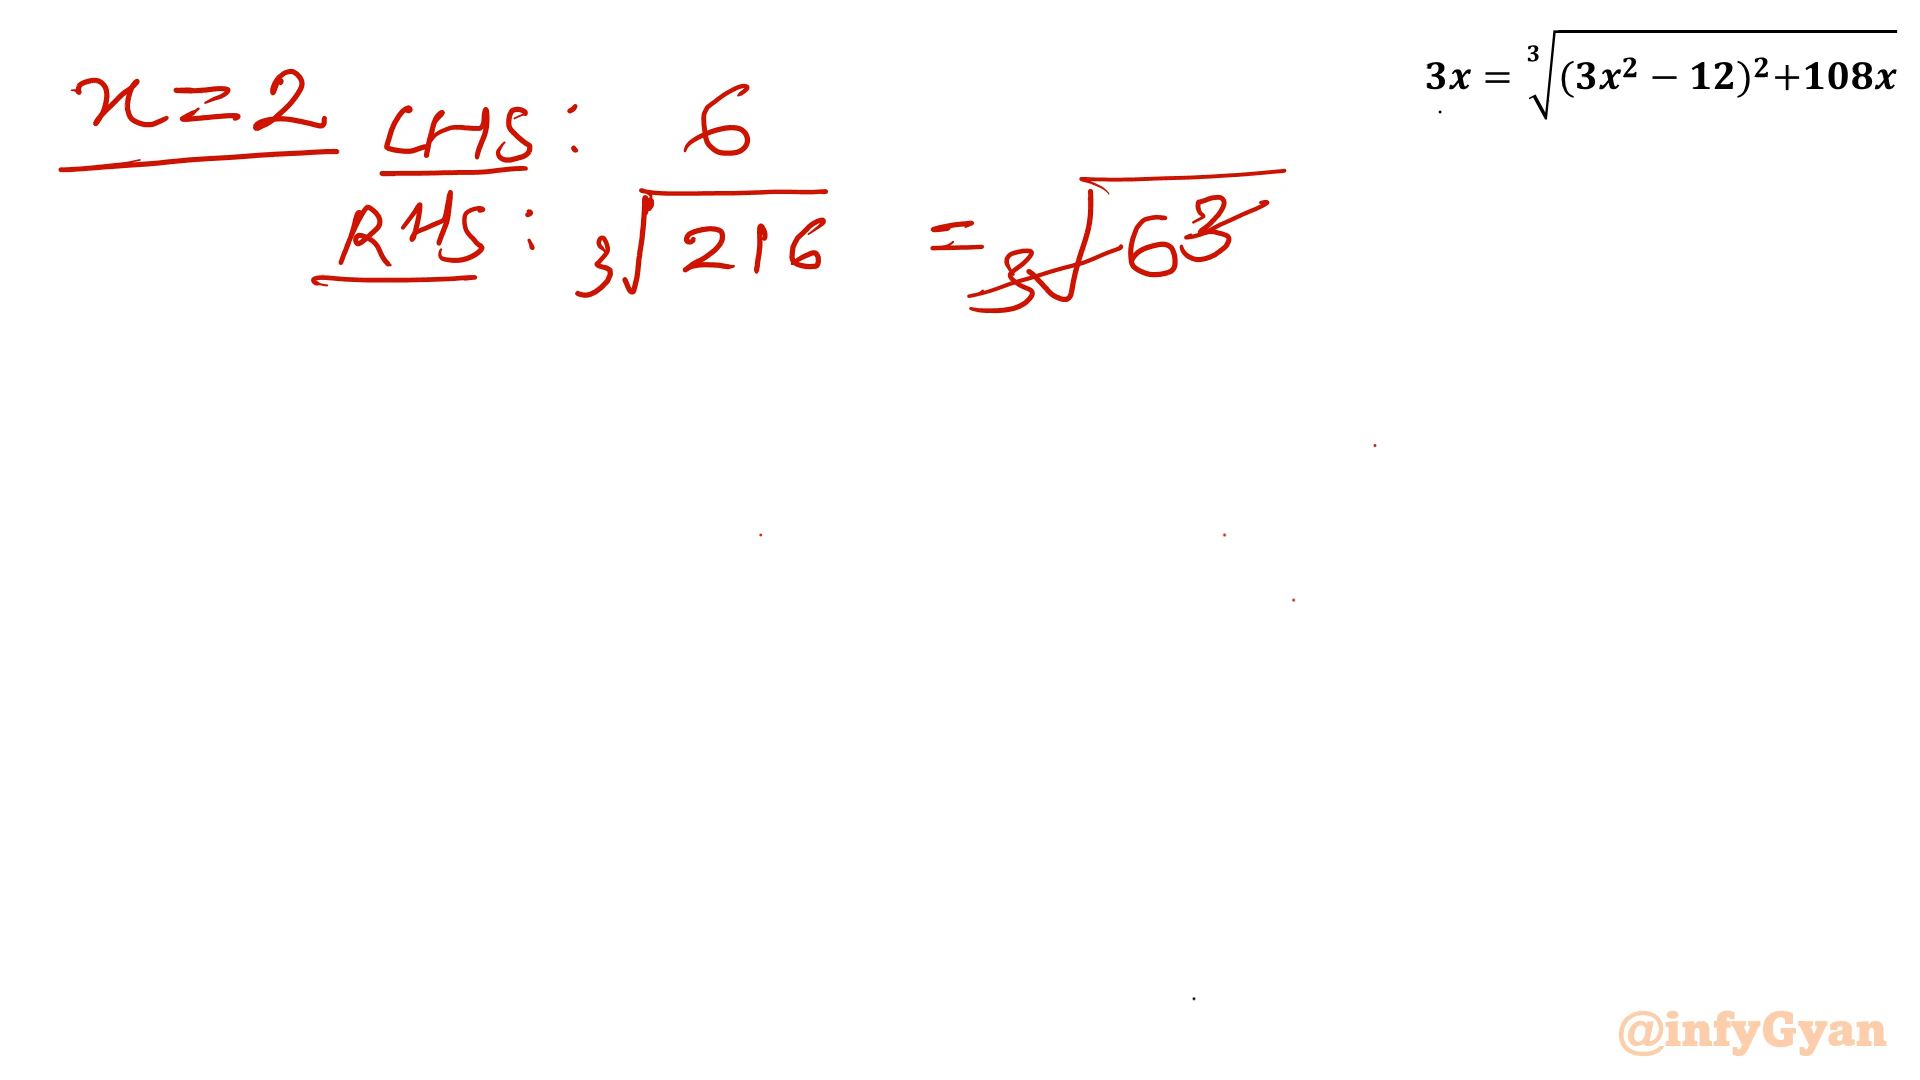 3x = ∛((3x² − 12)²+108x)
x = 2 LHS : 6
RHS : ∛216 = ∛6³
@infyGyan